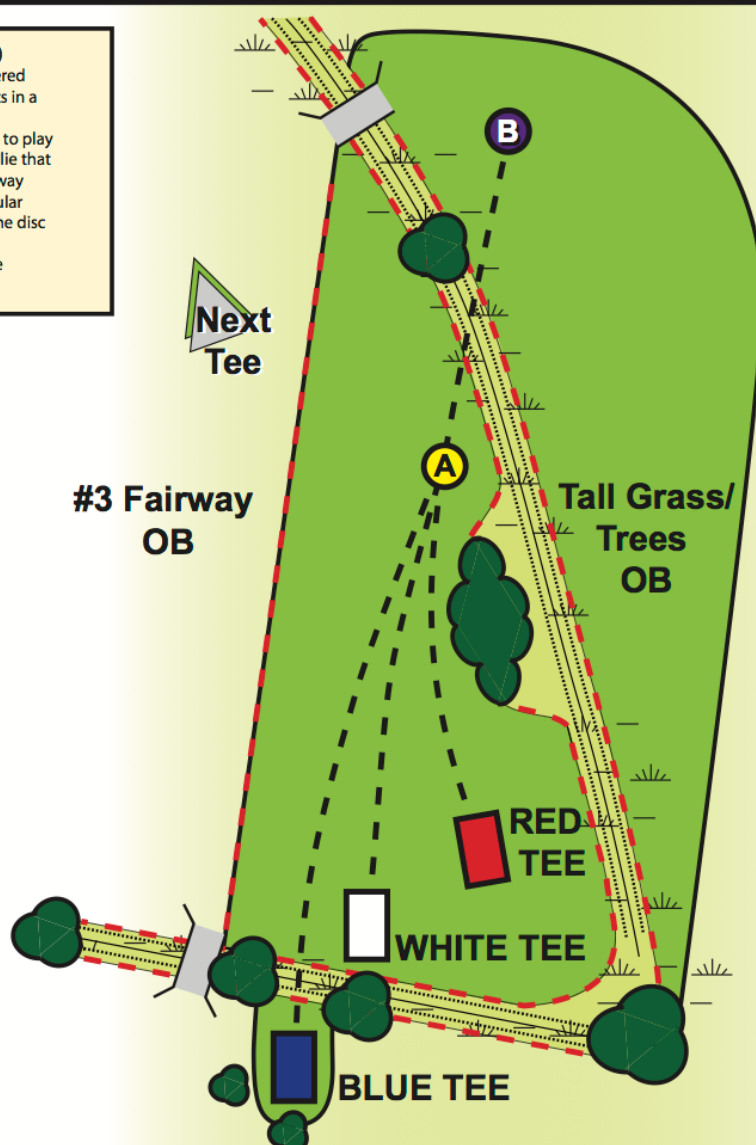 )
ered
ts in a
to play
lie that
way
ular
he disc
e
B
Next
Tee
A
#3 Fairway
OB
Tall Grass/
Trees
OB
RED
TEE
WHITE TEE
BLUE TEE